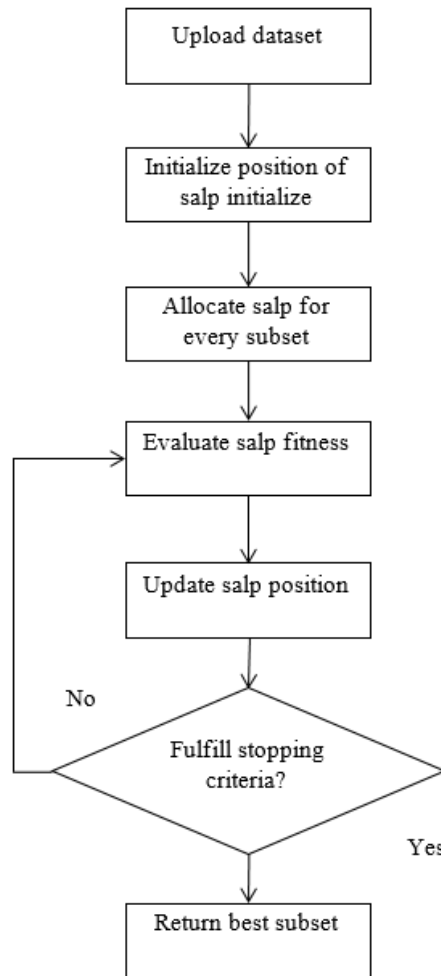 Upload dataset
Initialize position of
salp initialize
Allocate salp for
every subset
Evaluate salp fitness
Update salp position
No
Fulfill stopping
criteria?
Yes
Return best subset